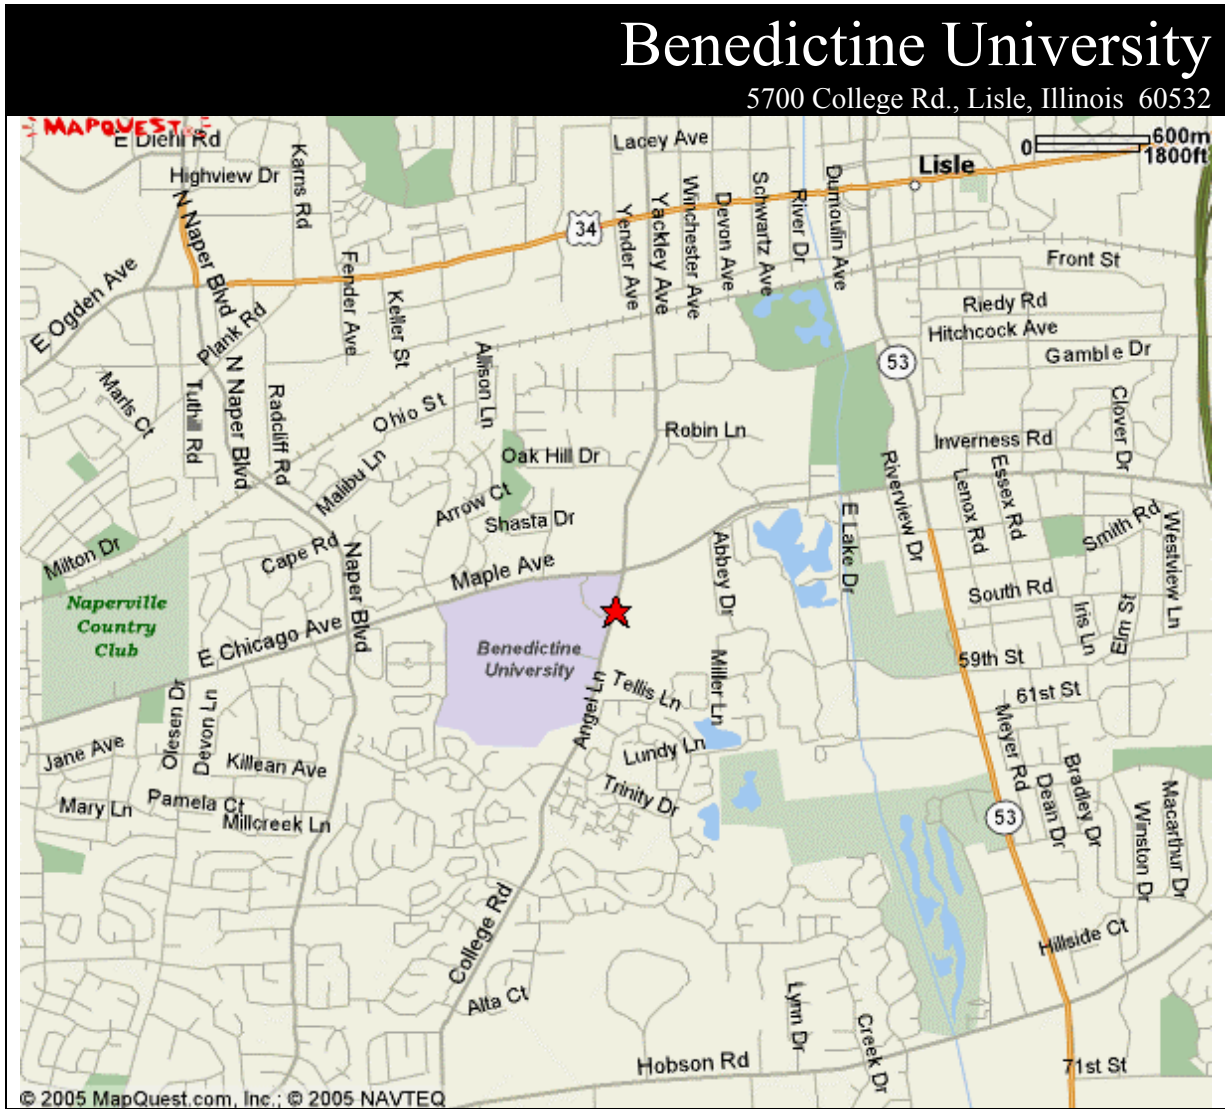 Benedictine University
5700 College Rd., Lisle, Illinois 60532
MAPQUEST
E Diehl Rd
Lacey Ave
0
600m
1800ft
Highview Dr
Karns Rd
Lisle
N Naper Blvd
34
Yender Ave
Yackley Ave
Winchester Ave
Devon Ave
Schwartz Ave
River Dr
Dumoulin Ave
Front St
E Ogden Ave
Fender Ave
Keller St
Plank Rd
Riedy Rd
Hitchcock Ave
Gamble Dr
53
Marls Ct
Tuthill Rd
N Naper Blvd
Radcliff Rd
Ohio St
Allison Ln
Robin Ln
Inverness Rd
Clover Dr
Malibu Ln
Oak Hill Dr
Arrow Ct
Shasta Dr
Riverview Dr
Lenox Rd
Essex Rd
Smith Rd
Westview Ln
Milton Dr
Cape Rd
Naper Blvd
Maple Ave
Abbey Dr
E Lake Dr
South Rd
Iris Ln
Elm St
Naperville
Country
Club
E Chicago Ave
Benedictine
University
59th St
61st St
Angel Ln
Tellis Ln
Miller Ln
Olesen Dr
Devon Ln
Jane Ave
Killean Ave
Lundy Ln
Meyer Rd
Dean Dr
Bradley Dr
Mary Ln
Pamela Ct
Millcreek Ln
Trinity Dr
53
Winston Dr
Macarthur Dr
College Rd
Hillside Ct
Alta Ct
Lynn Dr
Creek Dr
Hobson Rd
71st St
© 2005 MapQuest.com, Inc.; © 2005 NAVTEQ